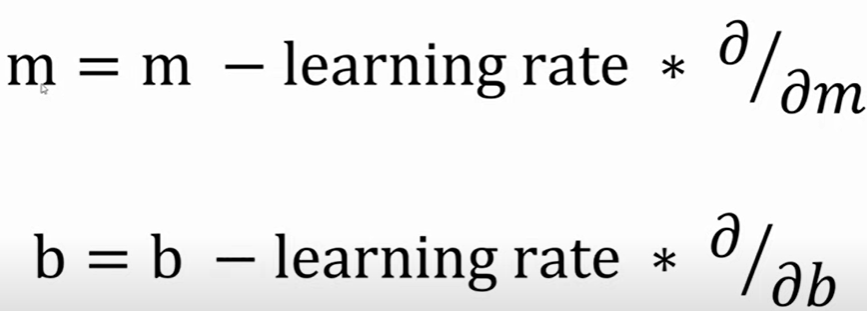 m = m − learning rate * ∂/∂m
b = b − learning rate * ∂/∂b